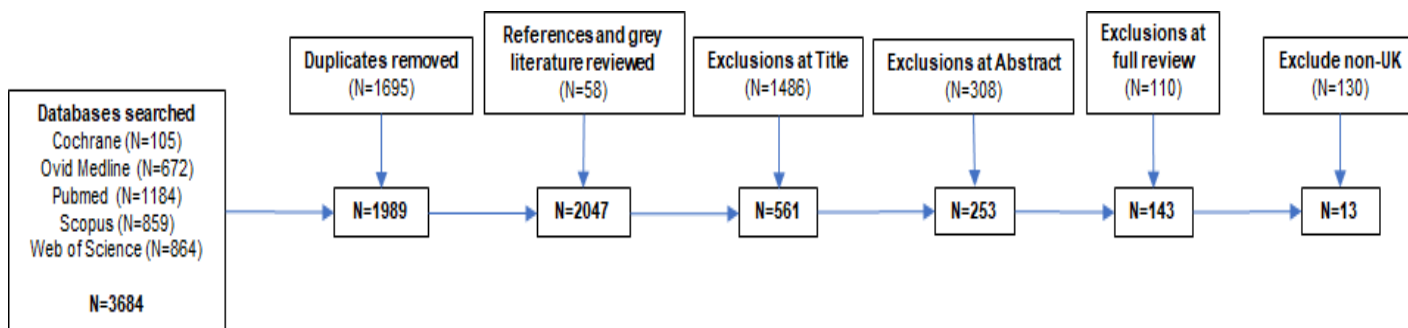 Databases searched
Cochrane (N=105)
Ovid Medline (N=672)
Pubmed (N=1184)
Scopus (N=859)
Web of Science (N=864)
N=3684
Duplicates removed
(N=1695)
N=1989
References and grey
literature reviewed
(N=58)
N=2047
Exclusions at Title
(N=1486)
N=561
Exclusions at Abstract
(N=308)
N=253
Exclusions at
full review
(N=110)
N=143
Exclude non-UK
(N=130)
N=13